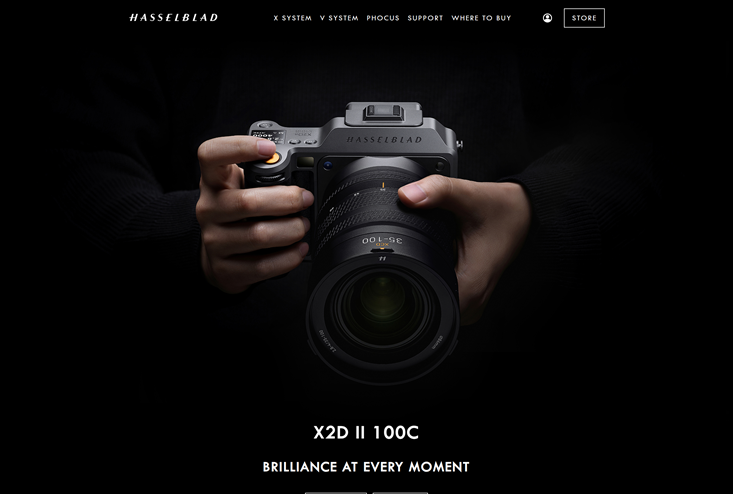 HASSELBLAD
X SYSTEM V SYSTEM PHOCUS SUPPORT WHERE TO BUY
STORE
HASSELBLAD
35-100
X2D II 100C
BRILLIANCE AT EVERY MOMENT